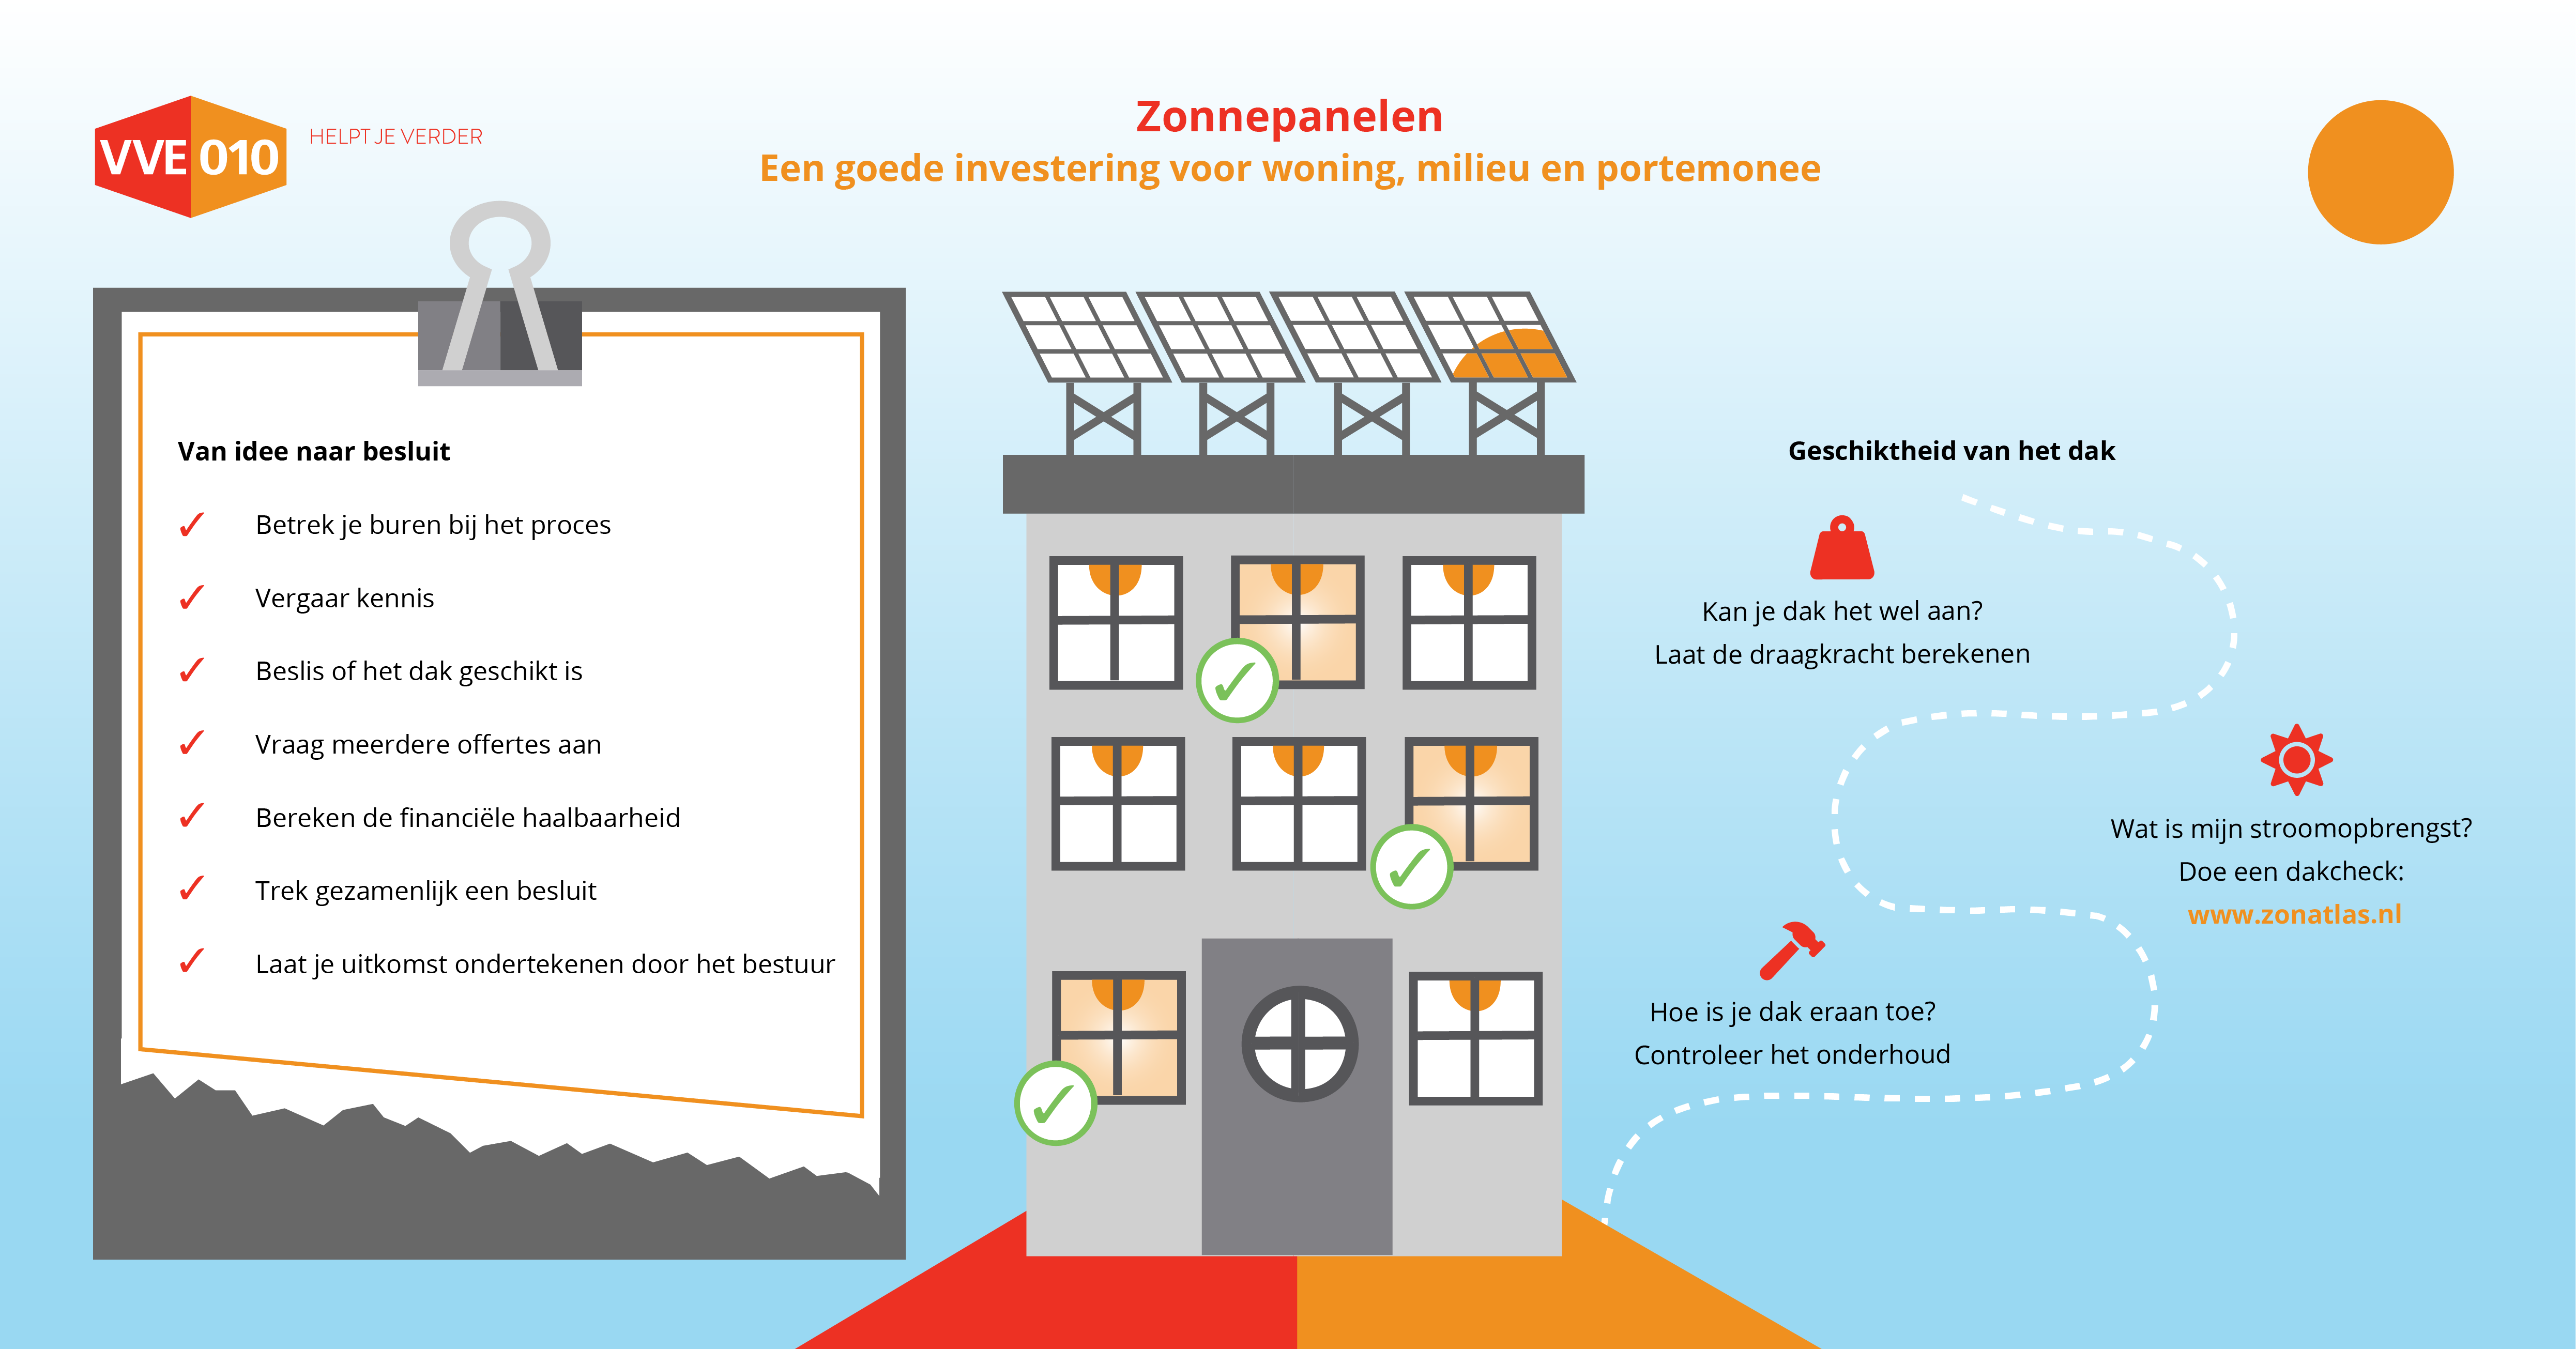 VVE 010
HELPT JE VERDER
Zonnepanelen
Een goede investering voor woning, milieu en portemonee
Van idee naar besluit
Betrek je buren bij het proces
Vergaar kennis
Beslis of het dak geschikt is
Vraag meerdere offertes aan
Bereken de financiële haalbaarheid
Trek gezamenlijk een besluit
Laat je uitkomst ondertekenen door het bestuur
Geschiktheid van het dak
Kan je dak het wel aan?
Laat de draagkracht berekenen
Wat is mijn stroomopbrengst?
Doe een dakcheck:
www.zonatlas.nl
Hoe is je dak eraan toe?
Controleer het onderhoud